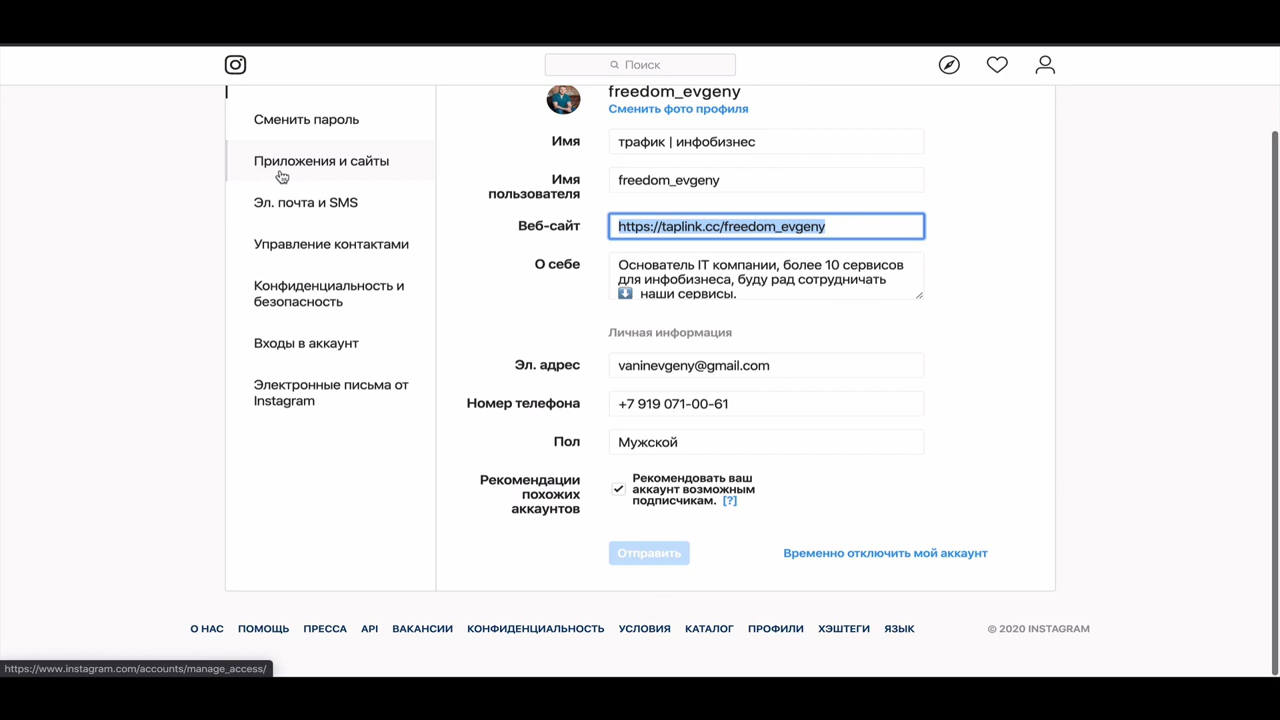 Поиск
Сменить пароль
Приложения и сайты
Эл. почта и SMS
Управление контактами
Конфиденциальность и
безопасность
Входы в аккаунт
Электронные письма от
Instagram
freedom_evgeny
Сменить фото профиля
Имя
трафик | инфобизнес
Имя
пользователя
freedom_evgeny
Веб-сайт
https://taplink.cc/freedom_evgeny
О себе
Основатель IT компании, более 10 сервисов
для инфобизнеса, буду рад сотрудничать
⬇️ наши сервисы.
Личная информация
Эл. адрес
vaninevgeny@gmail.com
Номер телефона
+7 919 071-00-61
Пол
Мужской
Рекомендации
похожих
аккаунтов
Рекомендовать ваш
аккаунт возможным
подписчикам. [?]
Отправить
Временно отключить мой аккаунт
О НАС ПОМОЩЬ ПРЕССА API ВАКАНСИИ КОНФИДЕНЦИАЛЬНОСТЬ УСЛОВИЯ КАТАЛОГ ПРОФИЛИ ХЭШТЕГИ ЯЗЫК © 2020 INSTAGRAM
https://www.instagram.com/accounts/manage_access/